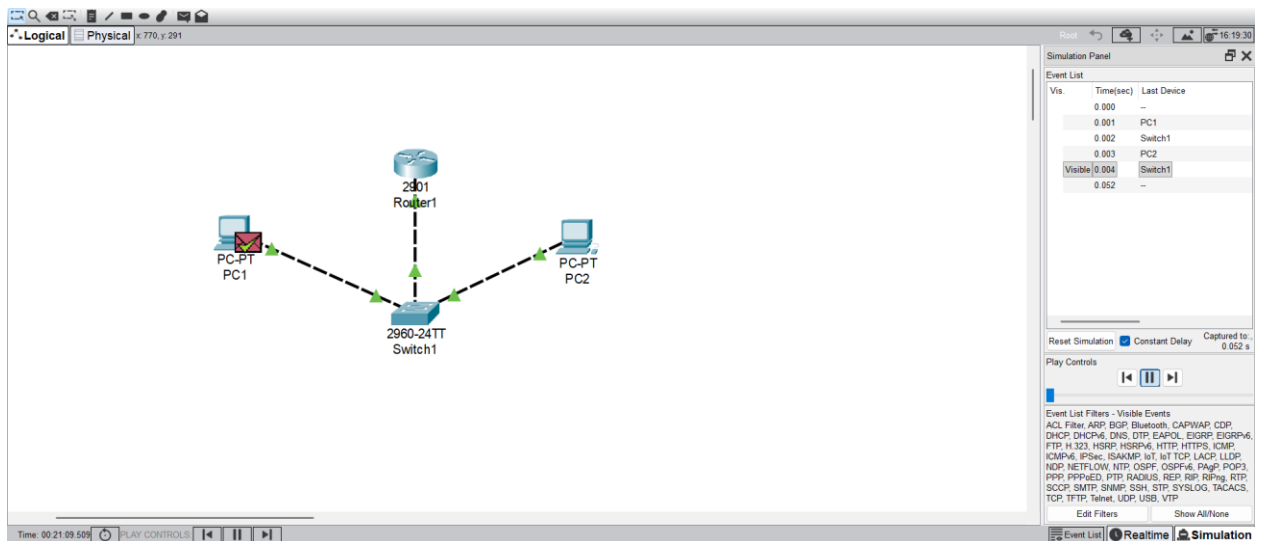 Logical Physical x: 770, y: 291 Root 16:19:30
Simulation Panel
Event List
Vis. Time(sec) Last Device
0.000 --
0.001 PC1
0.002 Switch1
0.003 PC2
Visible 0.004 Switch1
0.052 --
2901
Router1
PC-PT
PC1
PC-PT
PC2
2960-24TT
Switch1
Reset Simulation Constant Delay Captured to:,
0.052 s
Play Controls
Event List Filters - Visible Events
ACL Filter, ARP, BGP, Bluetooth, CAPWAP, CDP,
DHCP, DHCPv6, DNS, DTP, EAPOL, EIGRP, EIGRPv6,
FTP, H.323, HSRP, HSRPv6, HTTP, HTTPS, ICMP,
ICMPv6, IPSec, ISAKMP, IoT, IoT TCP, LACP, LLDP,
NDP, NETFLOW, NTP, OSPF, OSPFv6, PAgP, POP3,
PPP, PPPoED, PTP, RADIUS, REP, RIP, RIPng, RTP,
SCCP, SMTP, SNMP, SSH, STP, SYSLOG, TACACS,
TCP, TFTP, Telnet, UDP, USB, VTP
Edit Filters Show All/None
Time: 00:21:09.509 PLAY CONTROLS: Event List Realtime Simulation